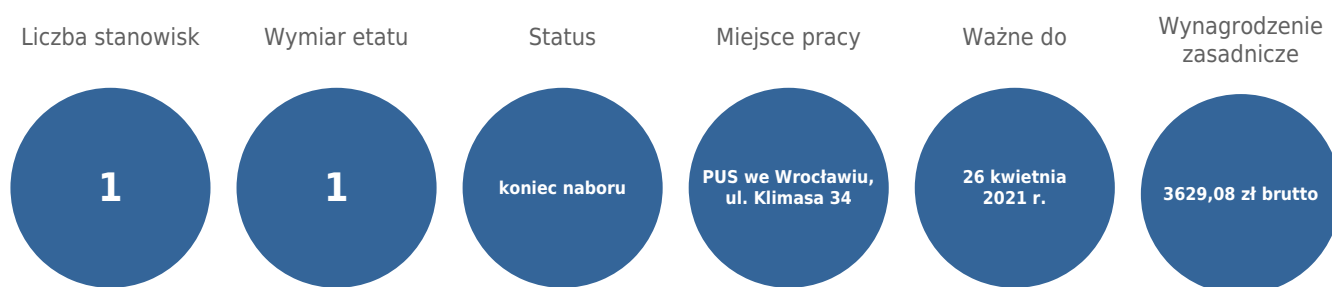 Liczba stanowisk
1
Wymiar etatu
1
Status
koniec naboru
Miejsce pracy
PUS we Wrocławiu,
ul. Klimasa 34
Ważne do
26 kwietnia
2021 r.
Wynagrodzenie
zasadnicze
3629,08 zł brutto